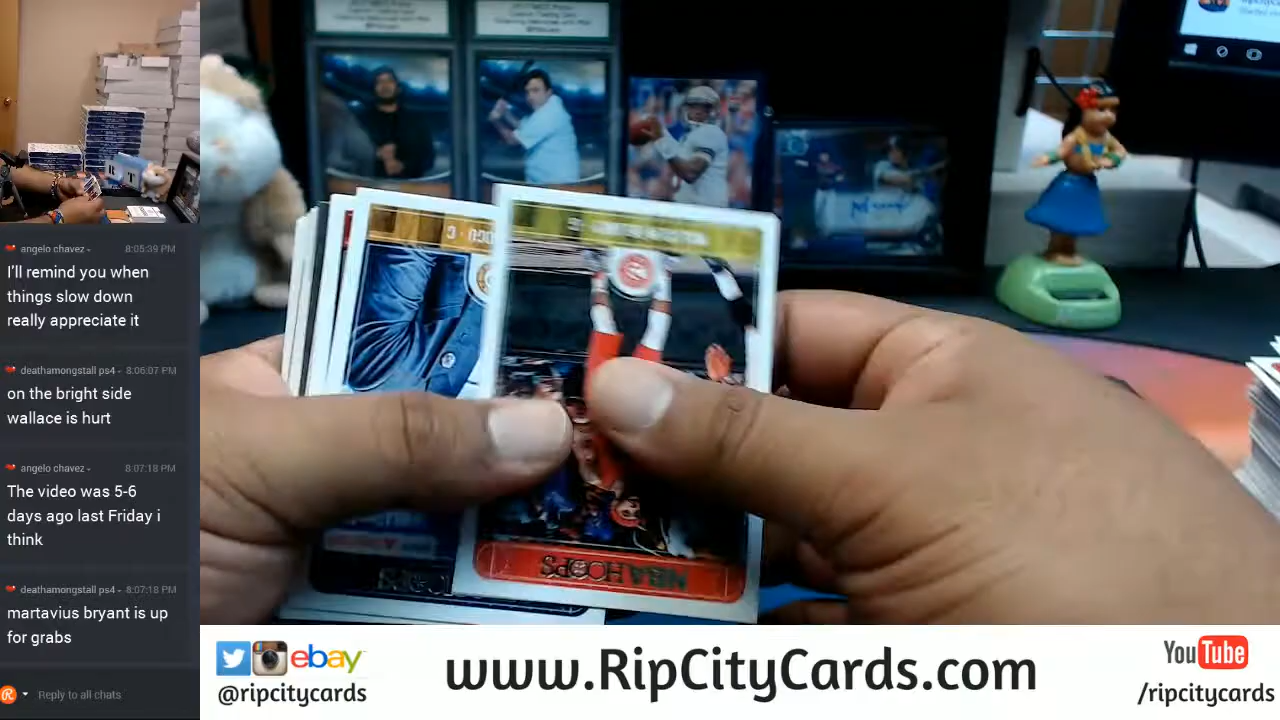 angelo chavez - 8:05:39 PM
I'll remind you when
things slow down
really appreciate it
deathamongstall ps4 - 8:06:07 PM
on the bright side
wallace is hurt
angelo chavez - 8:07:18 PM
The video was 5-6
days ago last Friday i
think
deathamongstall ps4 - 8:07:18 PM
martavius bryant is up
for grabs
Reply to all chats
NBA HOOPS
ebay
@ripcitycards
www.RipCityCards.com
YouTube
/ripcitycards